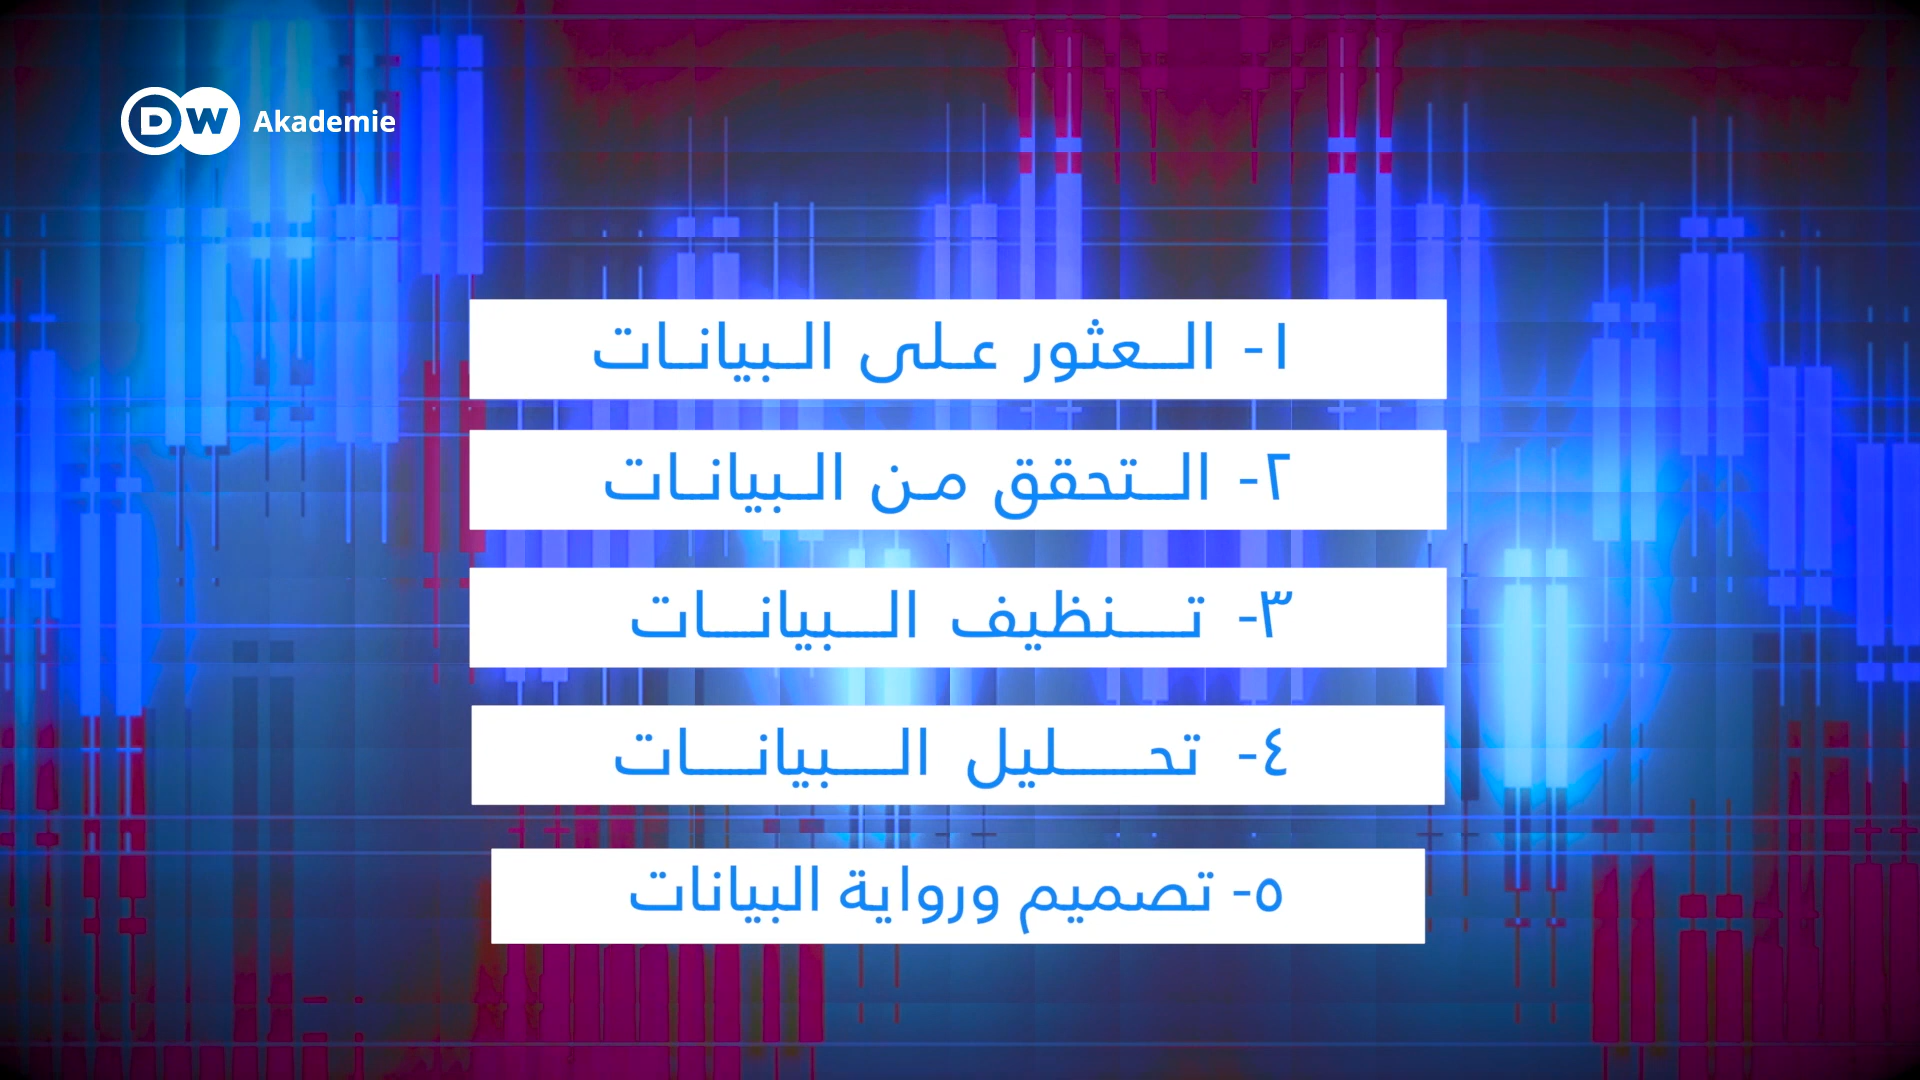 DW Akademie
١- العثور على البيانات
٢- التحقق من البيانات
٣- تنظيف البيانات
٤- تحليل البيانات
٥- تصميم ورواية البيانات